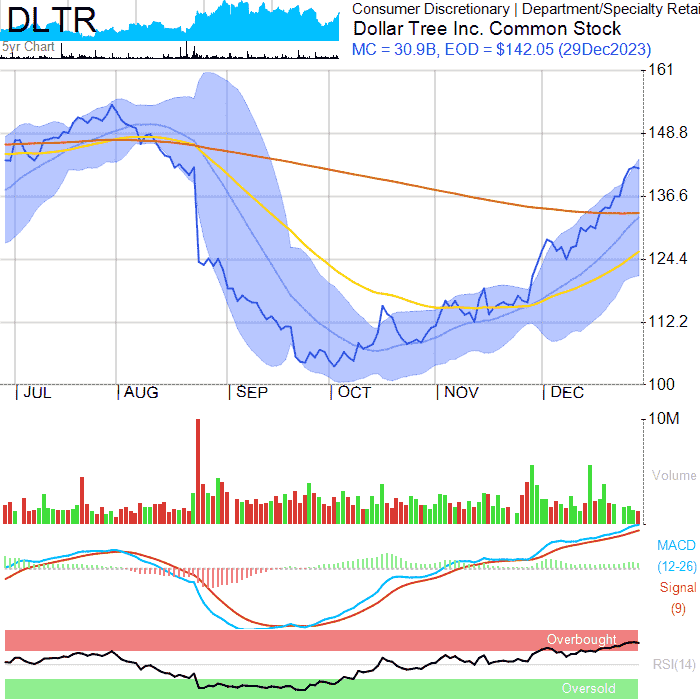 DLTR
5yr Chart
Consumer Discretionary | Department/Specialty Retai
Dollar Tree Inc. Common Stock
MC = 30.9B, EOD = $142.05 (29Dec2023)
161
148.8
136.6
124.4
112.2
100
JUL AUG SEP OCT NOV DEC
10M
Volume
MACD
(12-26)
Signal
(9)
Overbought
RSI(14)
Oversold